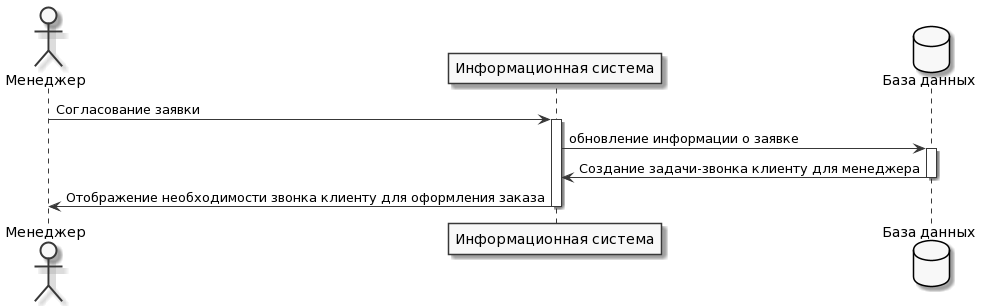 Менеджер
Информационная система
База данных
Согласование заявки
обновление информации о заявке
Создание задачи-звонка клиенту для менеджера
Отображение необходимости звонка клиенту для оформления заказа
Менеджер
Информационная система
База данных